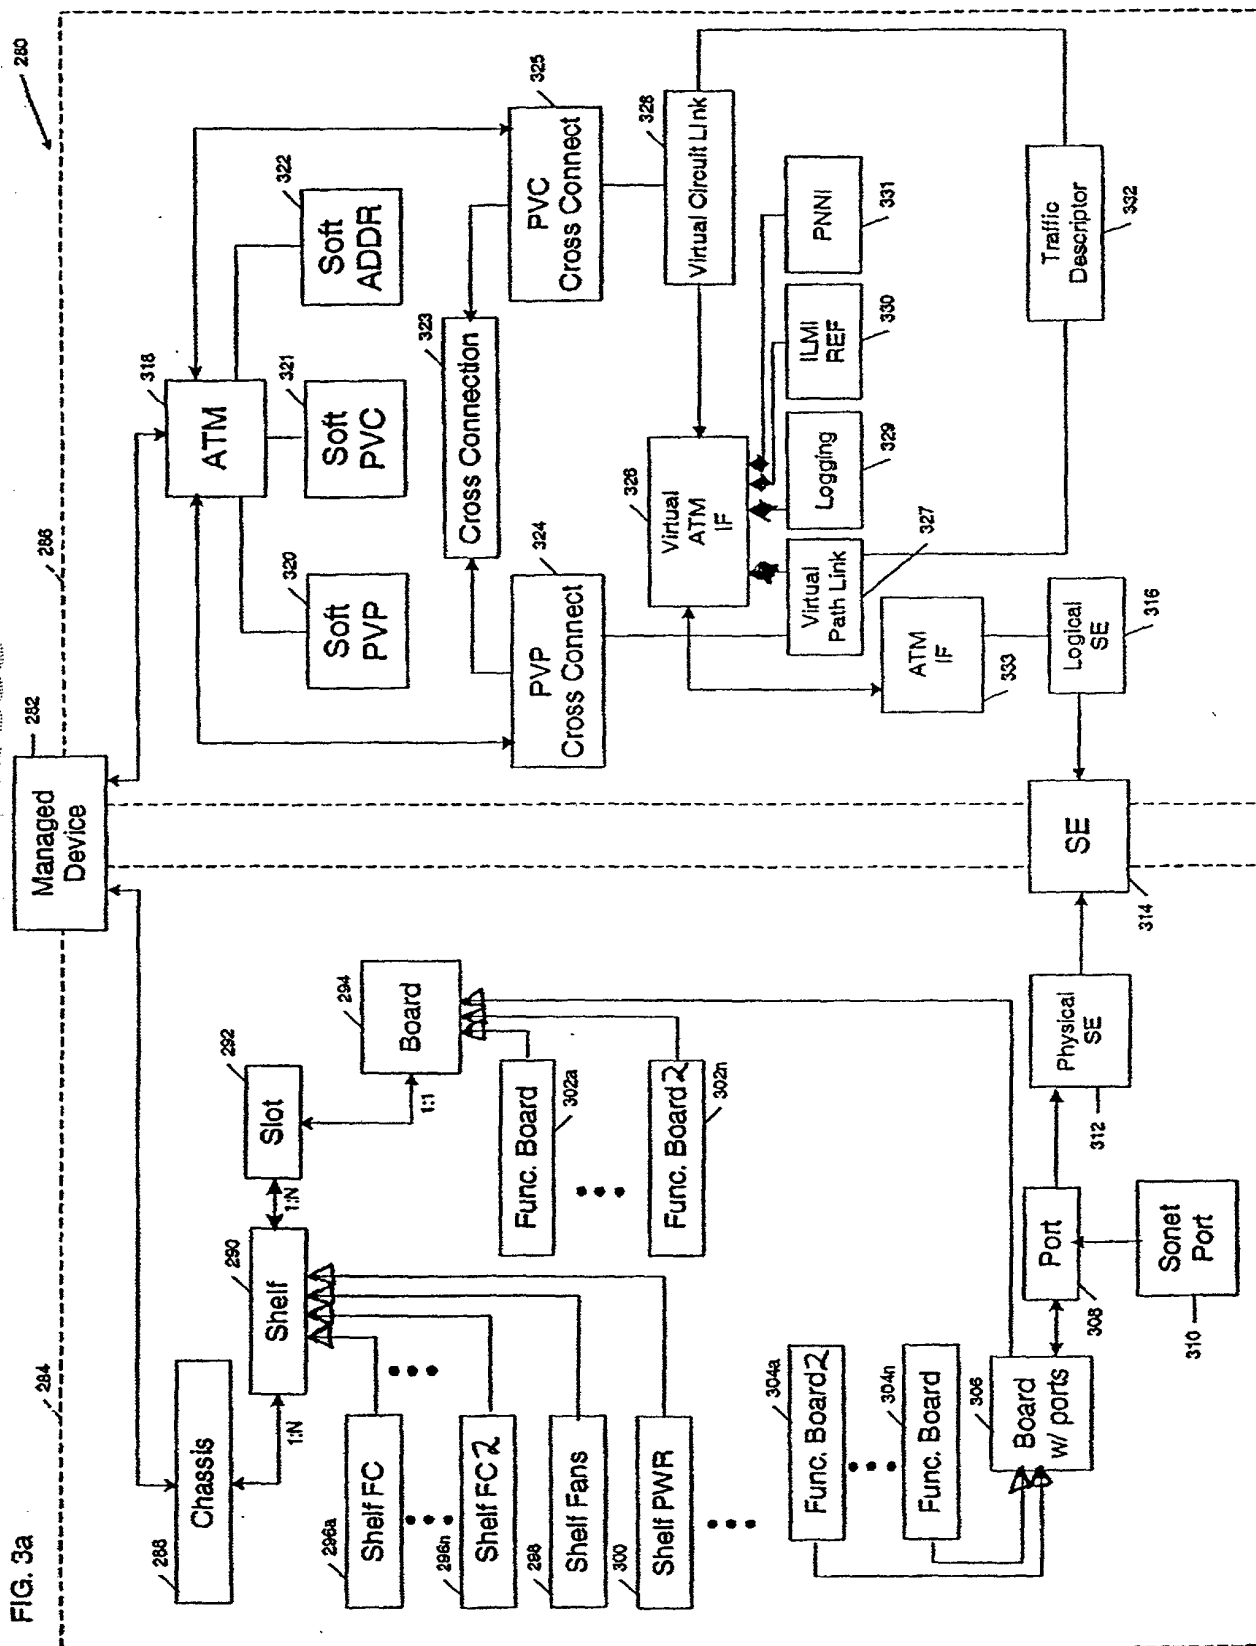 FIG. 3a
280
284
286
282
Managed
Device
288
Chassis
1:N
290
Shelf
1:N
292
Slot
1:1
294
Board
296a
Shelf FC
296n
Shelf FC2
298
Shelf Fans
300
Shelf PWR
Func. Board
302a
Func. Board2
302n
304a
Func. Board2
304n
Func. Board
306
Board
w/ ports
Port
308
Sonet
Port
310
Physical
SE
312
SE
314
Logical
SE
316
318
ATM
320
Soft
PVP
321
Soft
PVC
322
Soft
ADDR
323
Cross Connection
324
PVP
Cross Connect
325
PVC
Cross Connect
326
Virtual
ATM
IF
Virtual
Path Link
327
328
Virtual Circuit Link
Logging
329
ILMI
REF
330
PNNI
331
Traffic
Descriptor
332
ATM
IF
333